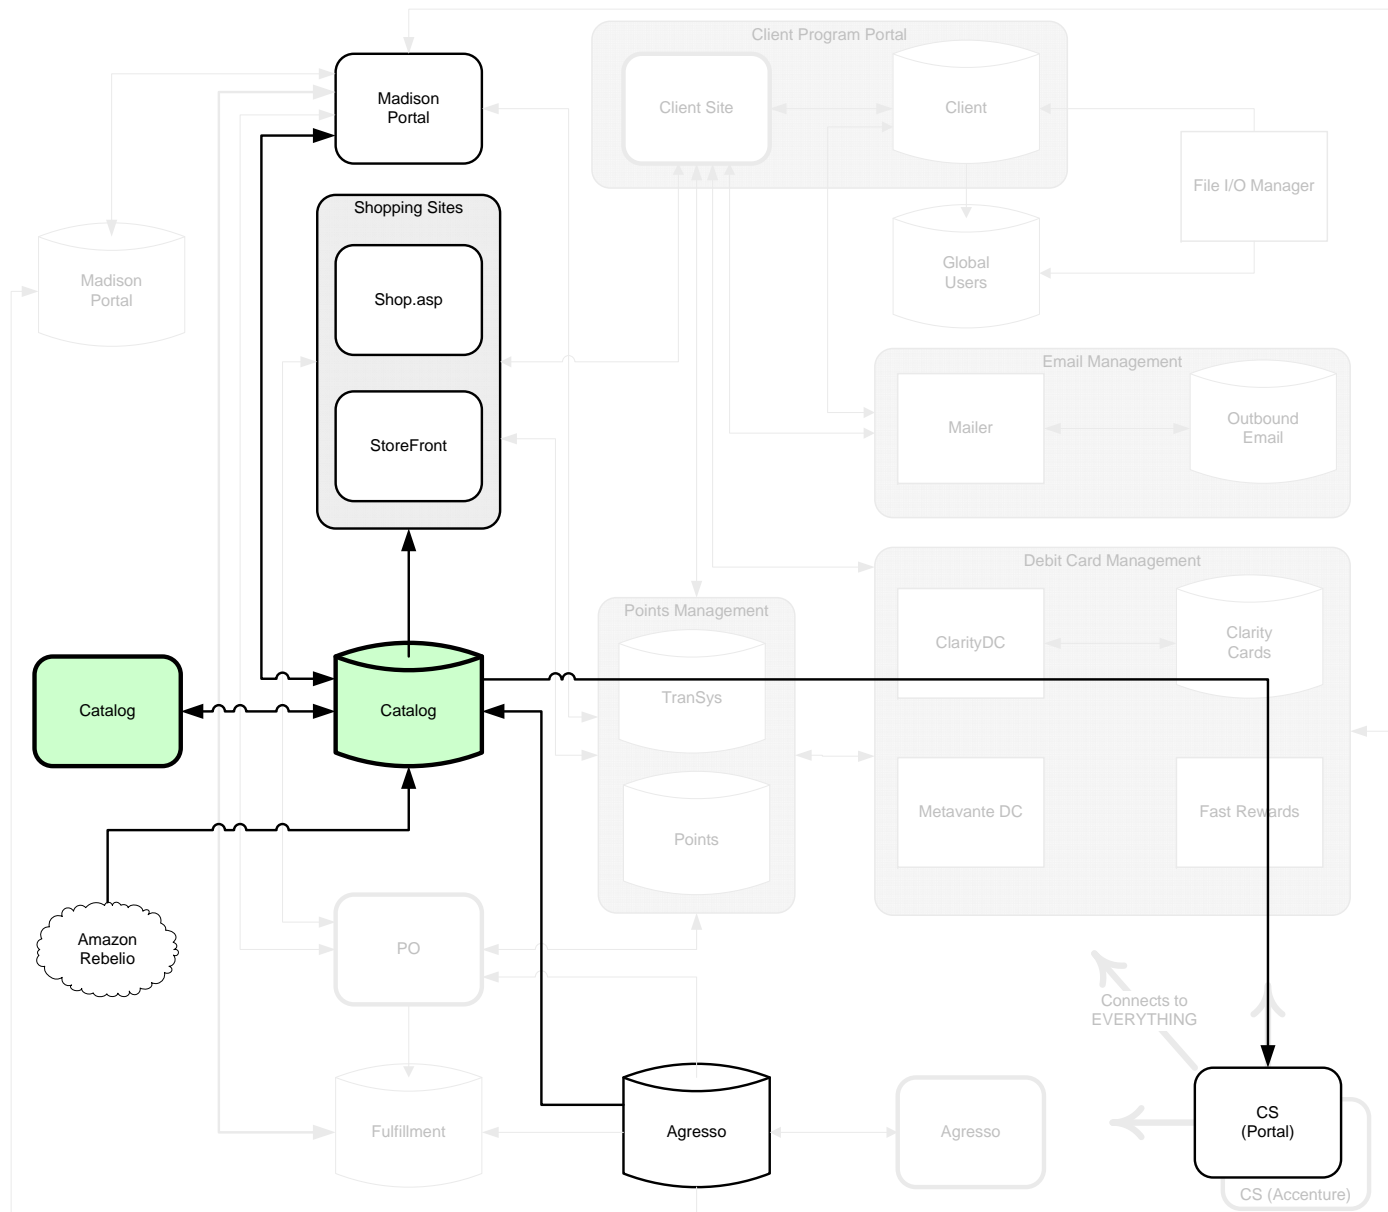 Client Program Portal
Madison
Portal
Client Site
Client
File I/O Manager
Shopping Sites
Shop.asp
StoreFront
Madison
Portal
Global
Users
Email Management
Mailer
Outbound
Email
Debit Card Management
Points Management
ClarityDC
Clarity
Cards
TranSys
Catalog
Catalog
Metavante DC
Fast Rewards
Points
Amazon
Rebelio
PO
Connects to
EVERYTHING
Fulfillment
Agresso
Agresso
CS
(Portal)
CS (Accenture)